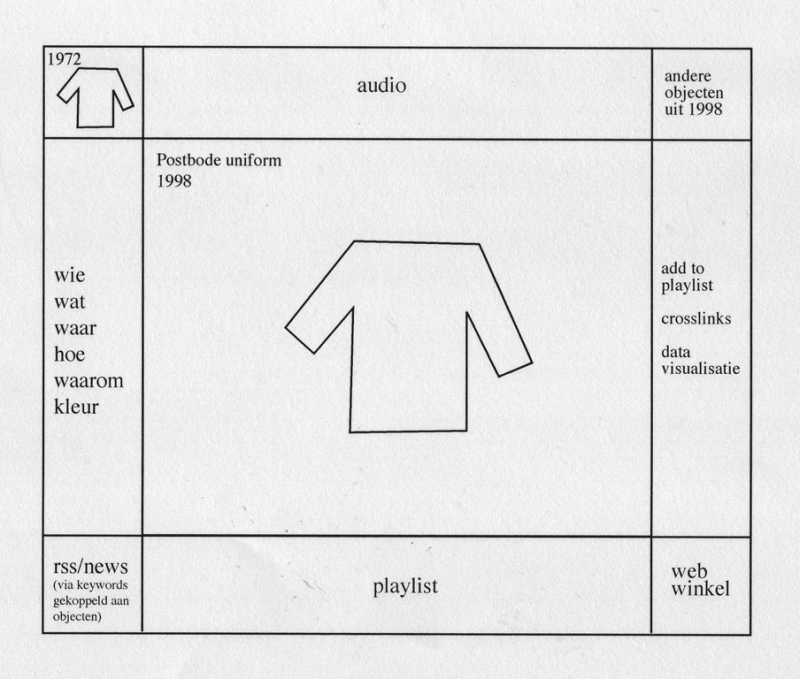 1972
audio
andere
objecten
uit 1998
Postbode uniform
1998
wie
wat
waar
hoe
waarom
kleur
add to
playlist
crosslinks
data
visualisatie
rss/news
(via keywords
gekoppeld aan
objecten)
playlist
web
winkel